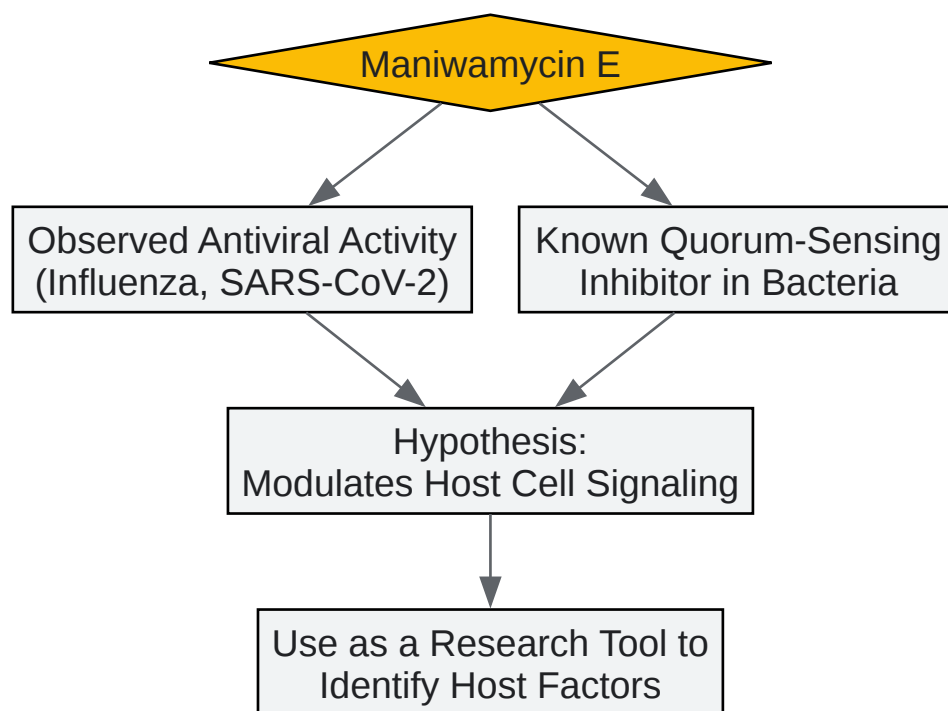 Maniwamycin E
Observed Antiviral Activity
(Influenza, SARS-CoV-2)
Known Quorum-Sensing
Inhibitor in Bacteria
Hypothesis:
Modulates Host Cell Signaling
Use as a Research Tool to
Identify Host Factors